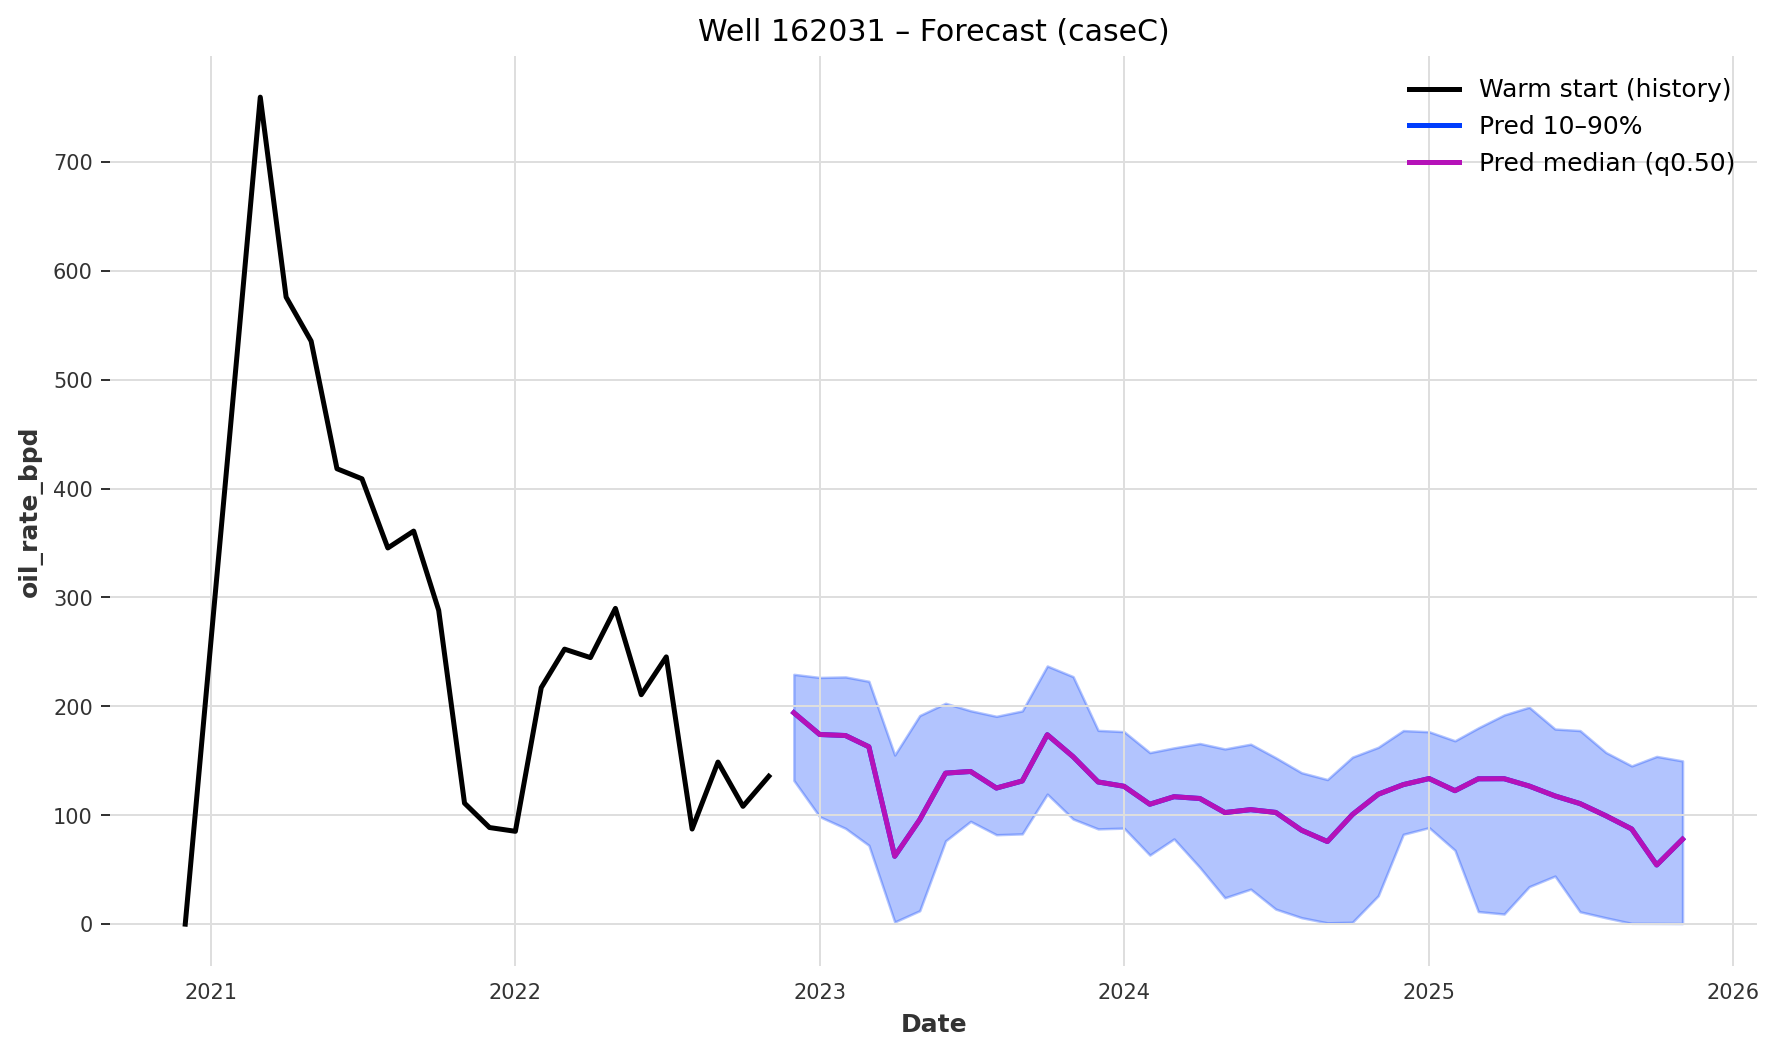 Well 162031 – Forecast (caseC)
Warm start (history)
Pred 10–90%
Pred median (q0.50)
oil_rate_bpd
700
600
500
400
300
200
100
0
2021
2022
2023
2024
2025
2026
Date